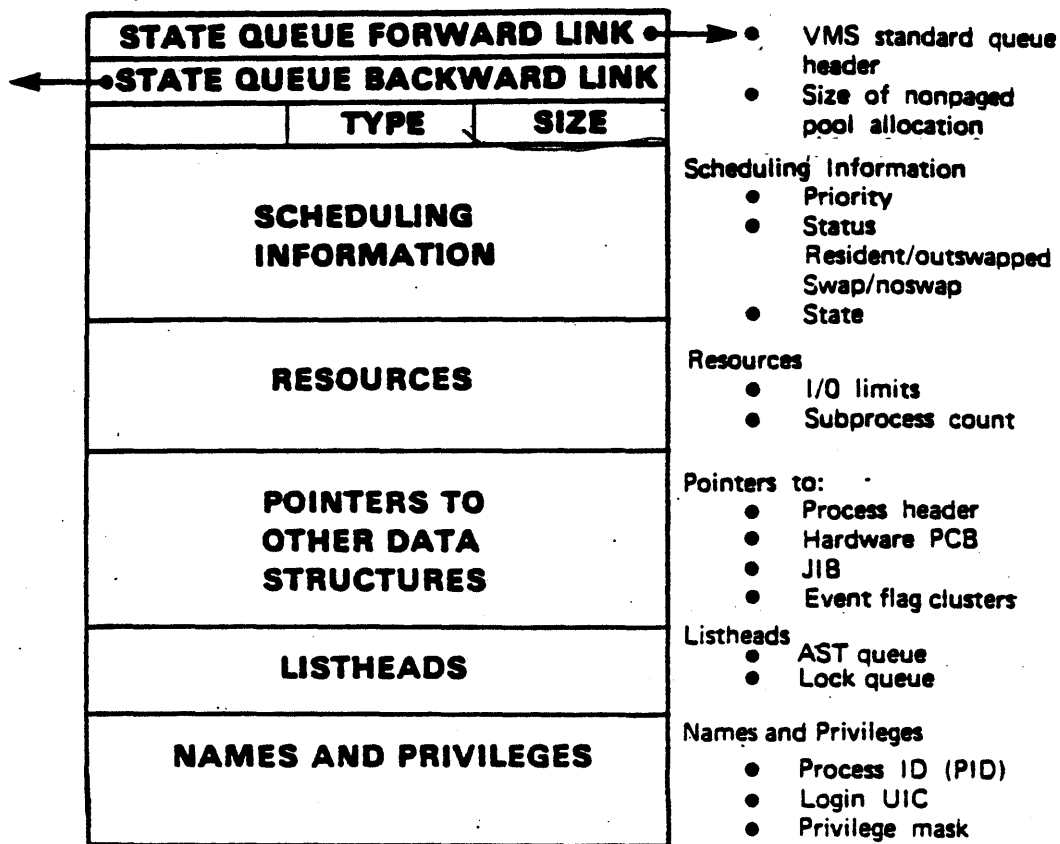 STATE QUEUE FORWARD LINK
STATE QUEUE BACKWARD LINK
TYPE SIZE
SCHEDULING
INFORMATION
RESOURCES
POINTERS TO
OTHER DATA
STRUCTURES
LISTHEADS
NAMES AND PRIVILEGES
• VMS standard queue
header
• Size of nonpaged
pool allocation
Scheduling Information
• Priority
• Status
Resident/outswapped
Swap/noswap
• State
Resources
• I/O limits
• Subprocess count
Pointers to:
• Process header
• Hardware PCB
• JIB
• Event flag clusters
Listheads
• AST queue
• Lock queue
Names and Privileges
• Process ID (PID)
• Login UIC
• Privilege mask